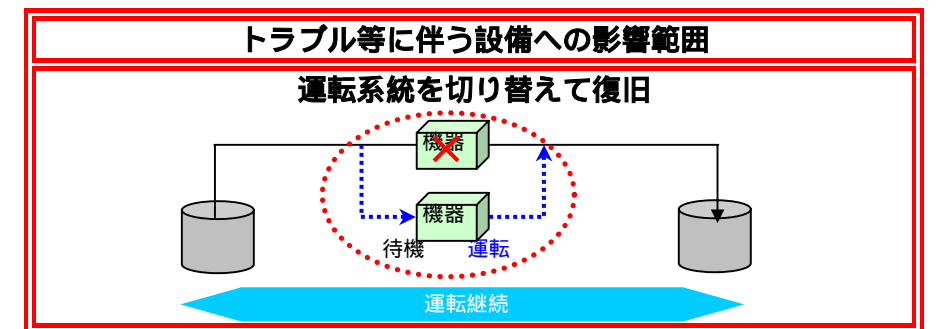 トラブル等に伴う設備への影響範囲
運転系統を切り替えて復旧
機器
機器
待機 運転
運転継続